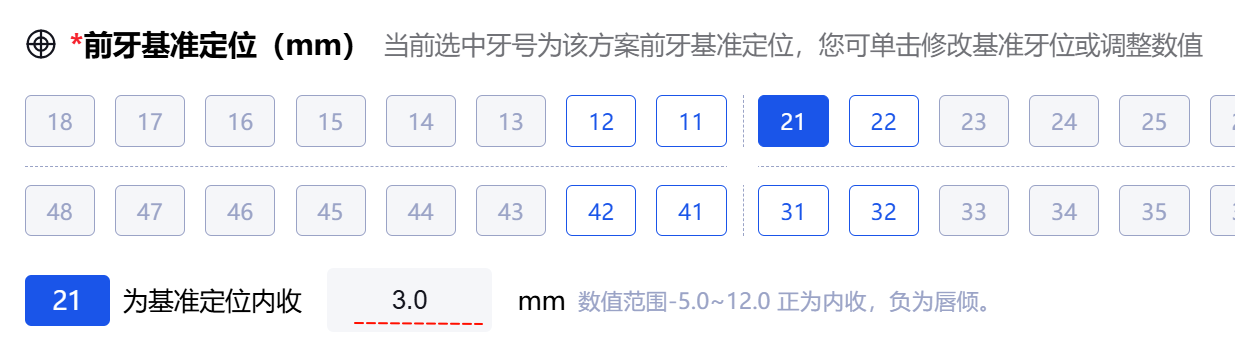 *前牙基准定位（mm） 当前选中牙号为该方案前牙基准定位，您可单击修改基准牙位或调整数值
18 17 16 15 14 13 12 11 21 22 23 24 25
48 47 46 45 44 43 42 41 31 32 33 34 35
21 为基准定位内收 3.0 mm 数值范围-5.0~12.0 正为内收，负为唇倾。